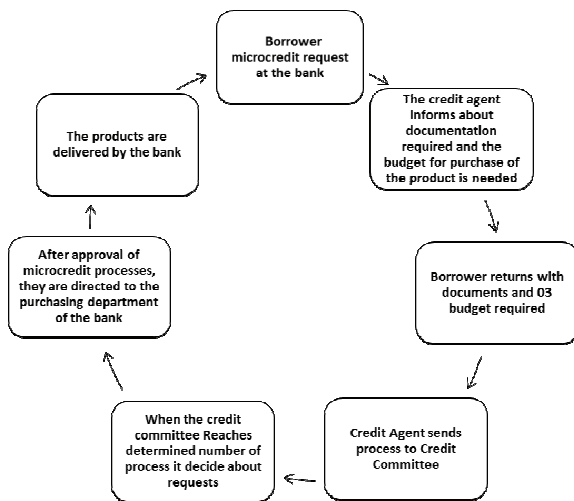 Borrower
microcredit request
at the bank
The credit agent
Informs about
documentation
required and the
budget for purchase of
the product is needed
Borrower returns with
documents and 03
budget required
Credit Agent sends
process to Credit
Committee
When the credit
committee Reaches
determined number of
process it decide about
requests
After approval of
microcredit processes,
they are directed to the
purchasing department
of the bank
The products are
delivered by the bank